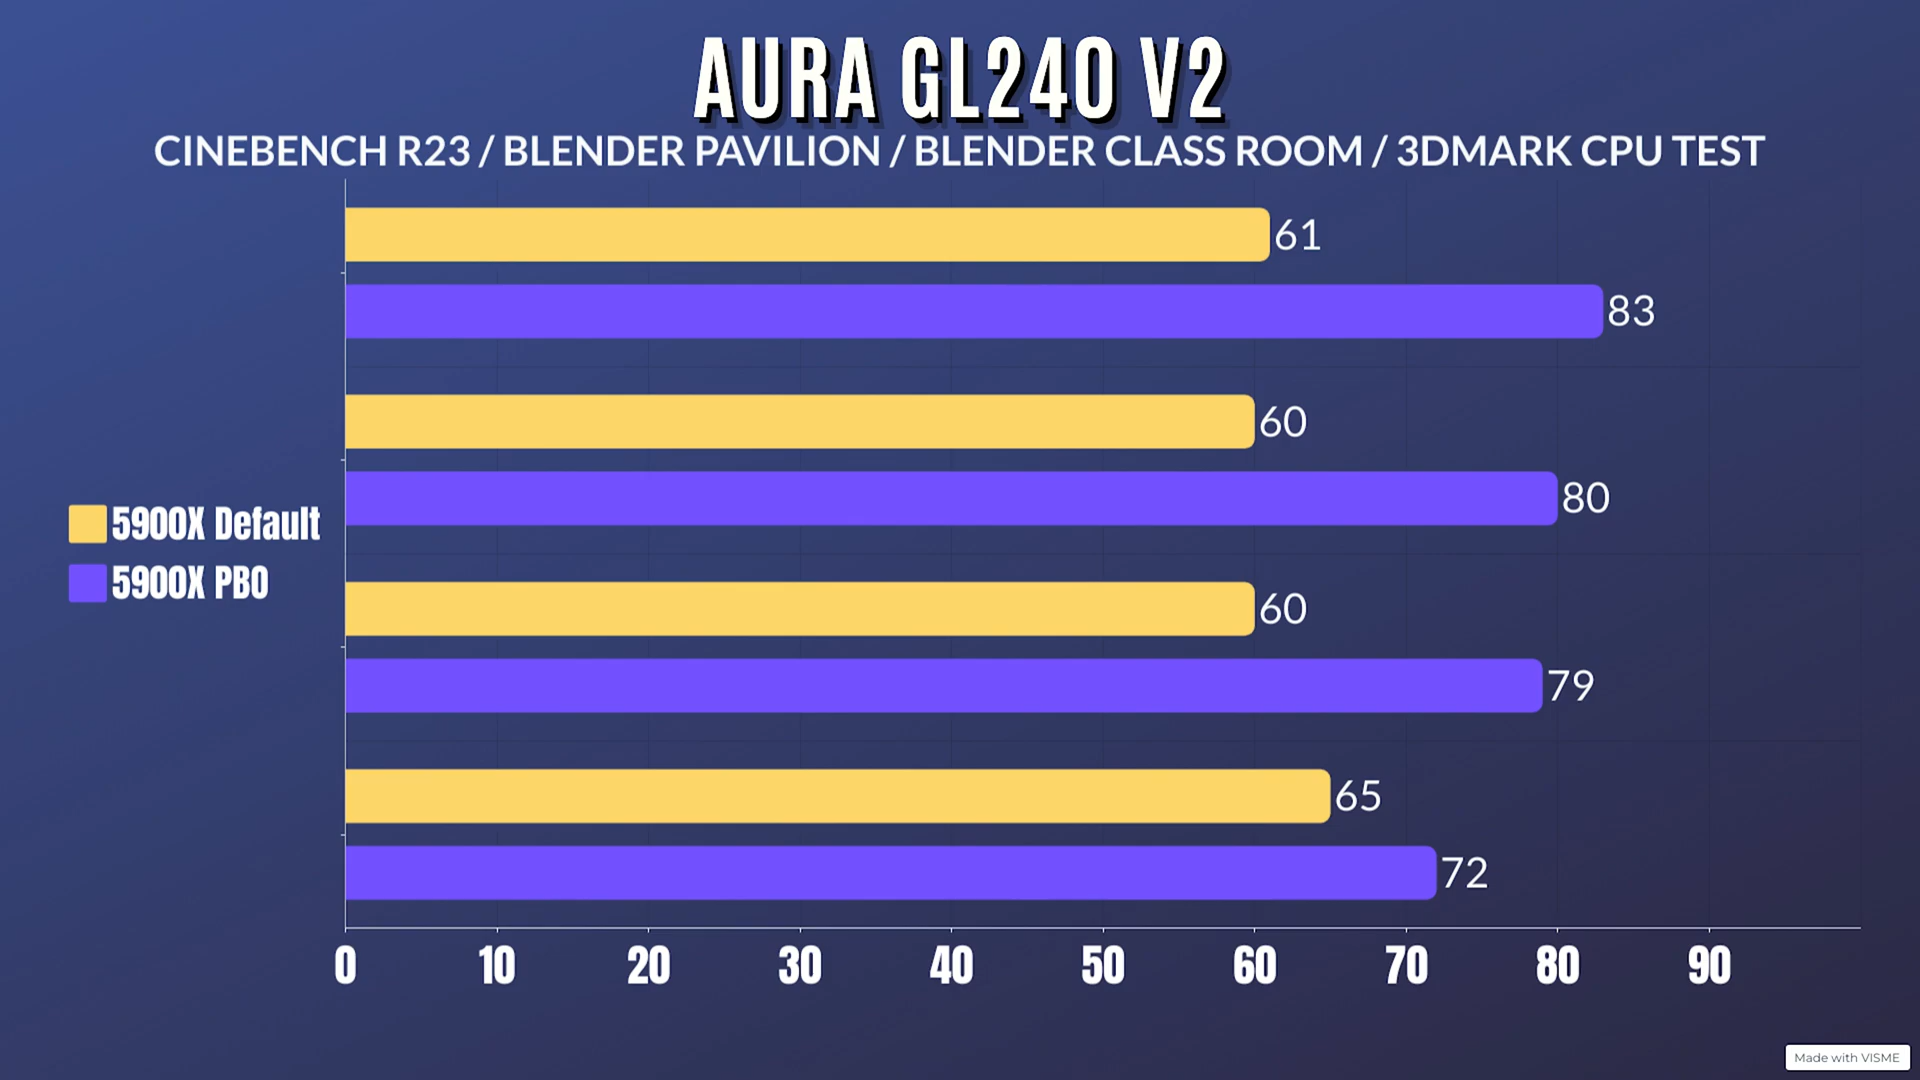 AURA GL240 V2
CINEBENCH R23 / BLENDER PAVILION / BLENDER CLASS ROOM / 3DMARK CPU TEST
61
83
60
80
5900X Default
5900X PBO
60
79
65
72
0 10 20 30 40 50 60 70 80 90
Made with VISME